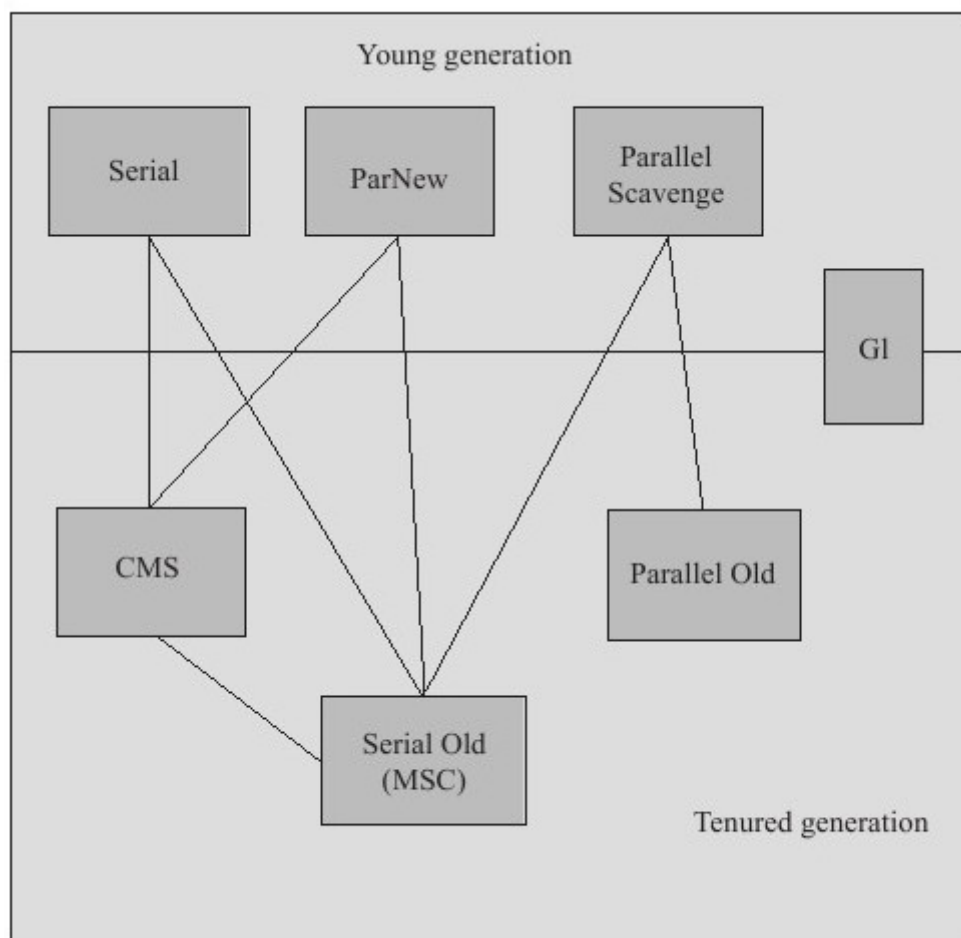 Young generation
Serial
ParNew
Parallel
Scavenge
Gl
CMS
Parallel Old
Serial Old
(MSC)
Tenured generation